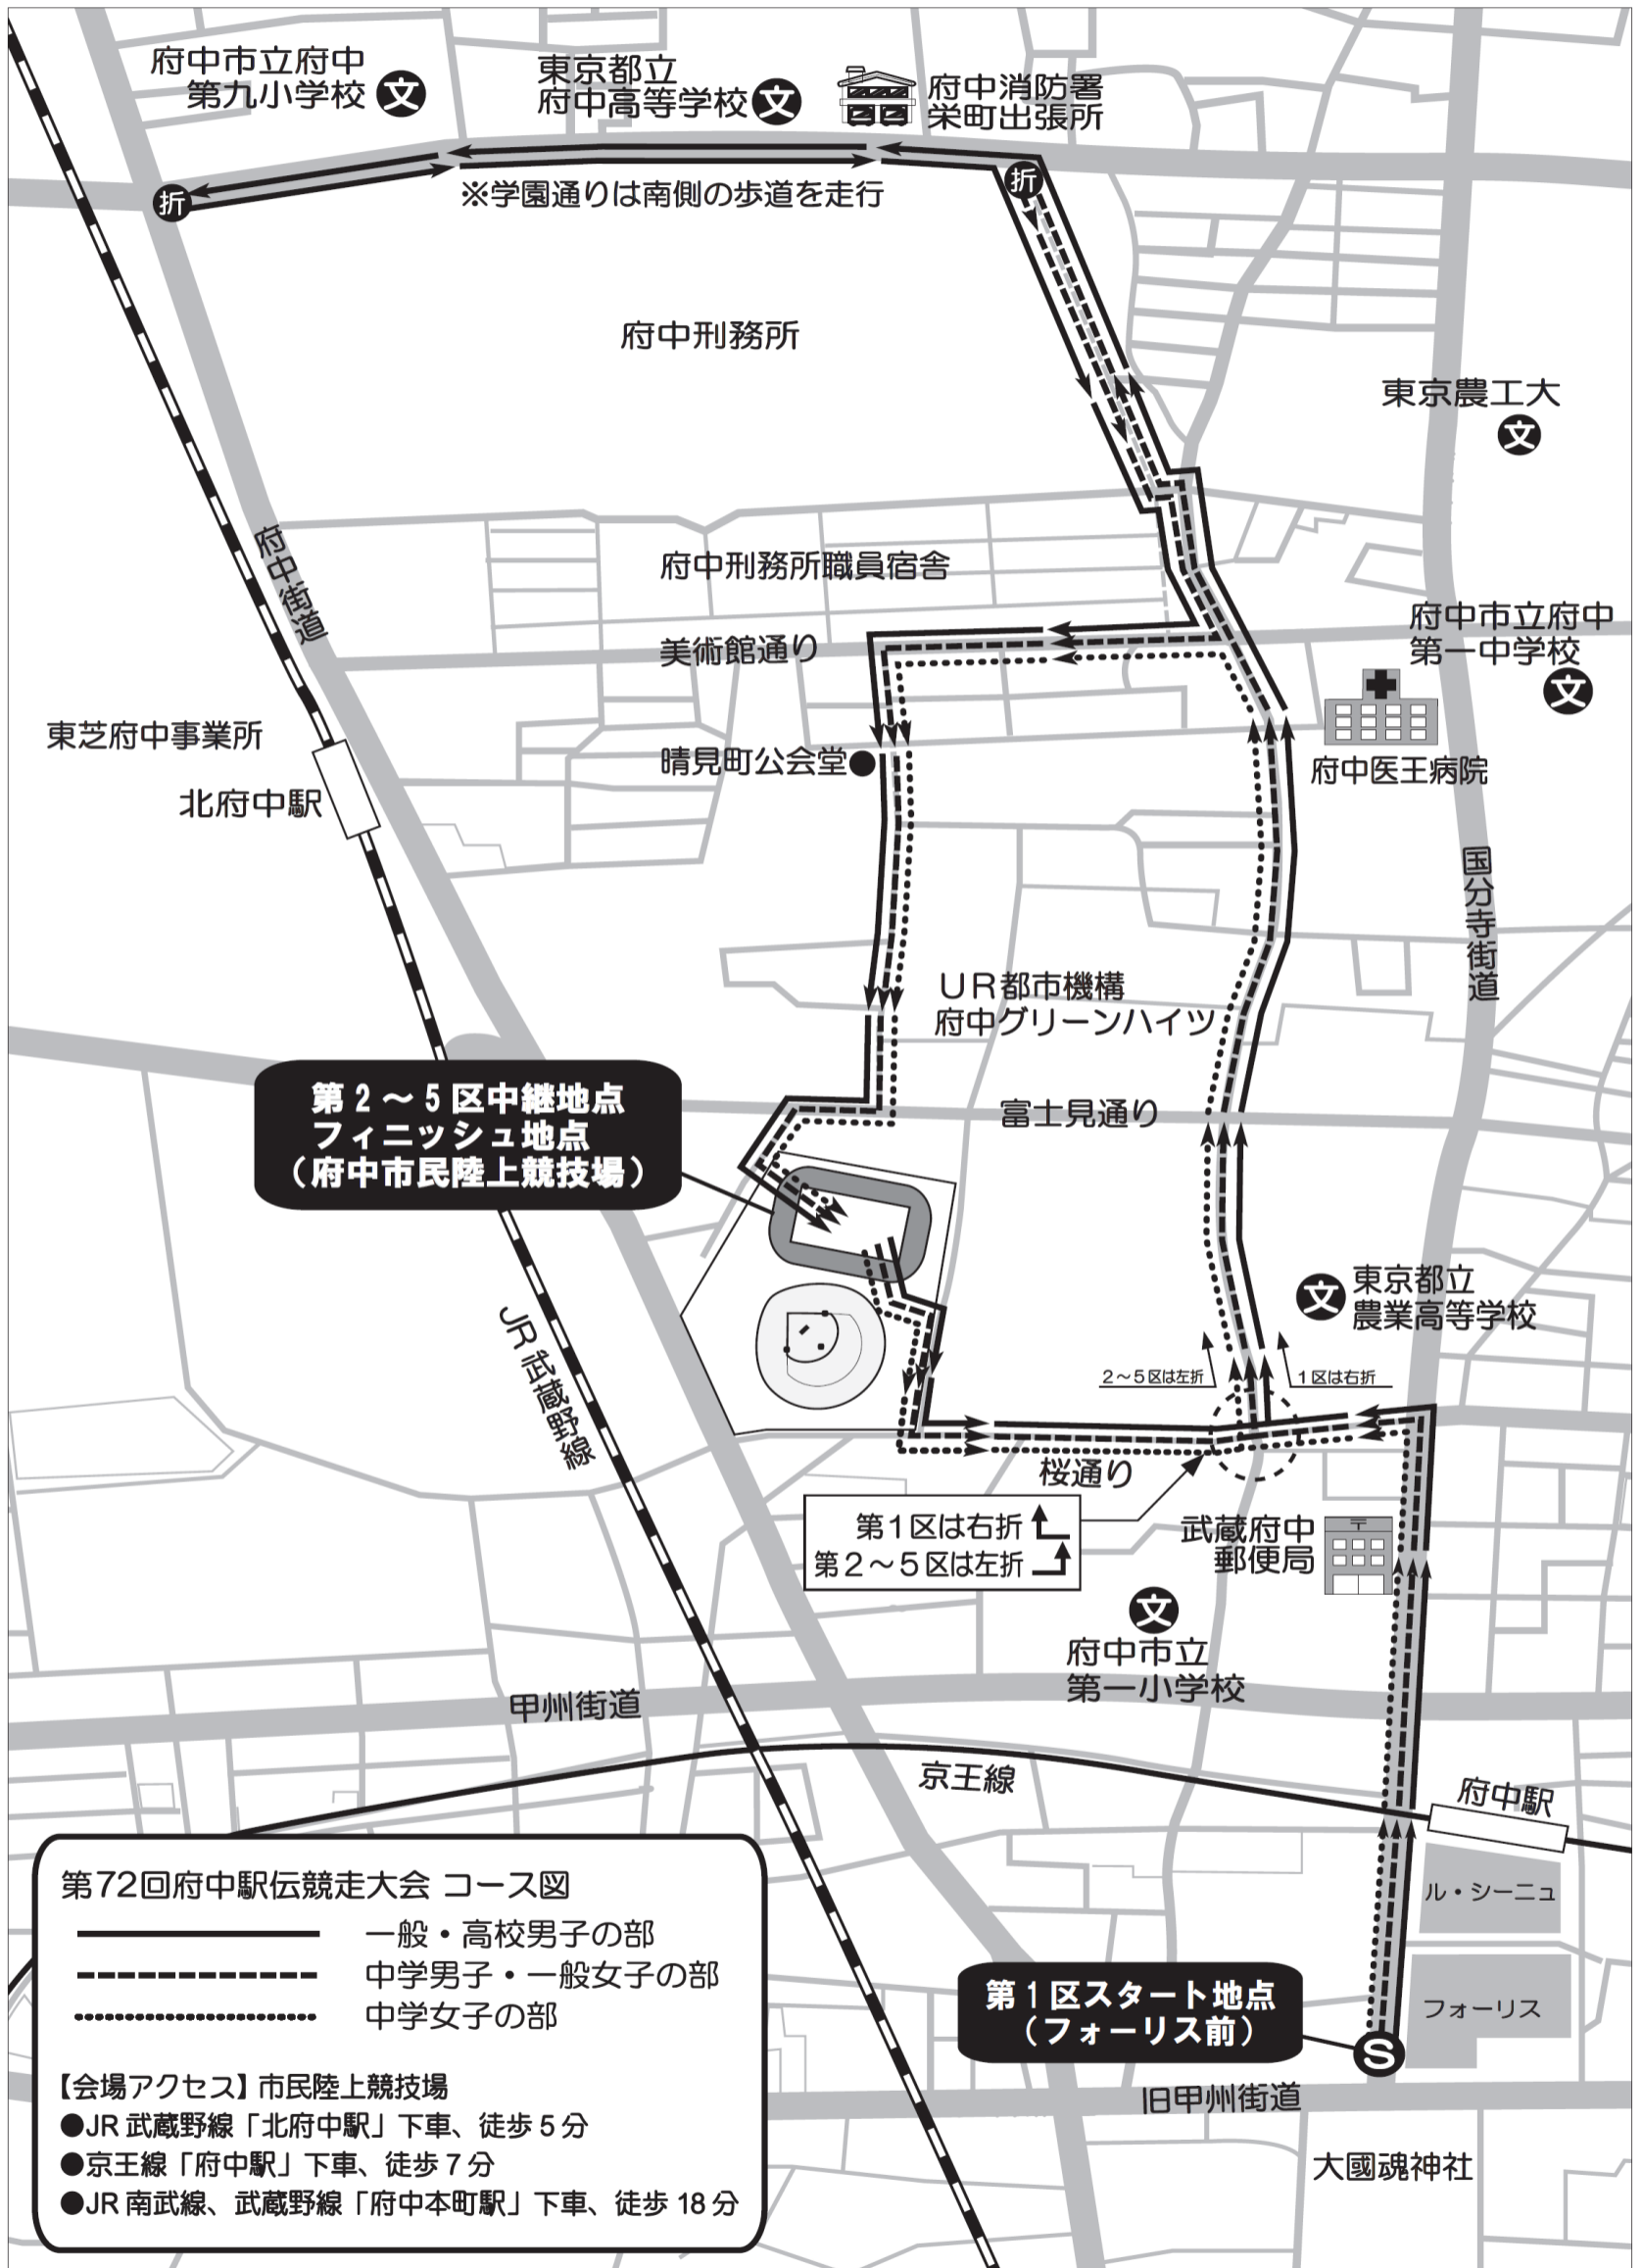 府中市立府中
第九小学校
文
東京都立
府中高等学校
文
府中消防署
栄町出張所
折
折
※学園通りは南側の歩道を走行
府中刑務所
東京農工大
文
府中街道
府中刑務所職員宿舎
美術館通り
府中市立府中
第一中学校
文
東芝府中事業所
北府中駅
晴見町公会堂
府中医王病院
国分寺街道
UR都市機構
府中グリーンハイツ
第2～5区中継地点
フィニッシュ地点
（府中市民陸上競技場）
富士見通り
JR武蔵野線
文
東京都立
農業高等学校
2～5区は左折
1区は右折
桜通り
第1区は右折
第2～5区は左折
武蔵府中
郵便局
〒
文
府中市立
第一小学校
甲州街道
京王線
府中駅
ル・シーニュ
フォーリス
第1区スタート地点
（フォーリス前）
S
旧甲州街道
大國魂神社
第72回府中駅伝競走大会 コース図
一般・高校男子の部
中学男子・一般女子の部
中学女子の部
【会場アクセス】市民陸上競技場
●JR武蔵野線「北府中駅」下車、徒歩5分
●京王線「府中駅」下車、徒歩7分
●JR南武線、武蔵野線「府中本町駅」下車、徒歩18分